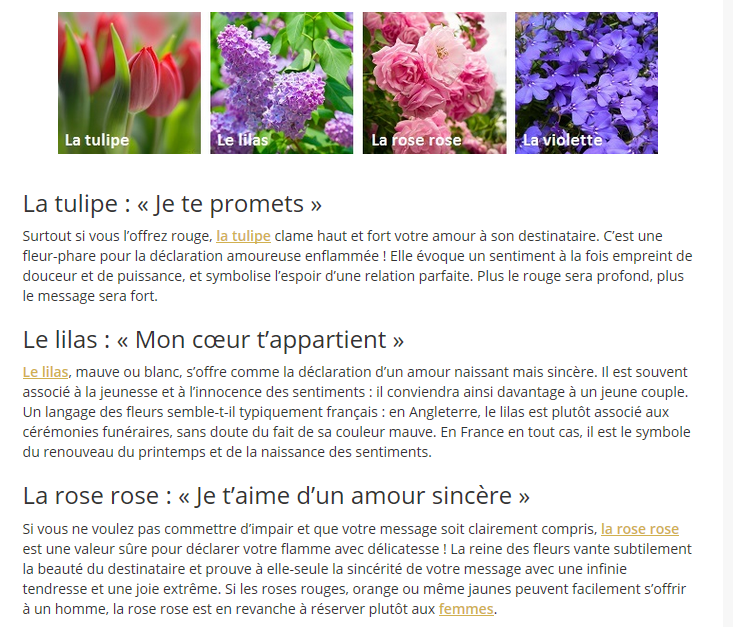 La tulipe
Le lilas
La rose rose
La violette
La tulipe : « Je te promets »
Surtout si vous l’offrez rouge, la tulipe clame haut et fort votre amour à son destinataire. C’est une
fleur-phare pour la déclaration amoureuse enflammée ! Elle évoque un sentiment à la fois empreint de
douceur et de puissance, et symbolise l’espoir d’une relation parfaite. Plus le rouge sera profond, plus
le message sera fort.
Le lilas : « Mon cœur t’appartient »
Le lilas, mauve ou blanc, s’offre comme la déclaration d’un amour naissant mais sincère. Il est souvent
associé à la jeunesse et à l’innocence des sentiments : il conviendra ainsi davantage à un jeune couple.
Un langage des fleurs semble-t-il typiquement français : en Angleterre, le lilas est plutôt associé aux
cérémonies funéraires, sans doute du fait de sa couleur mauve. En France en tout cas, il est le symbole
du renouveau du printemps et de la naissance des sentiments.
La rose rose : « Je t’aime d’un amour sincère »
Si vous ne voulez pas commettre d’impair et que votre message soit clairement compris, la rose rose
est une valeur sûre pour déclarer votre flamme avec délicatesse ! La reine des fleurs vante subtilement
la beauté du destinataire et prouve à elle-seule la sincérité de votre message avec une infinie
tendresse et une joie extrême. Si les roses rouges, orange ou même jaunes peuvent facilement s’offrir
à un homme, la rose rose est en revanche à réserver plutôt aux femmes.